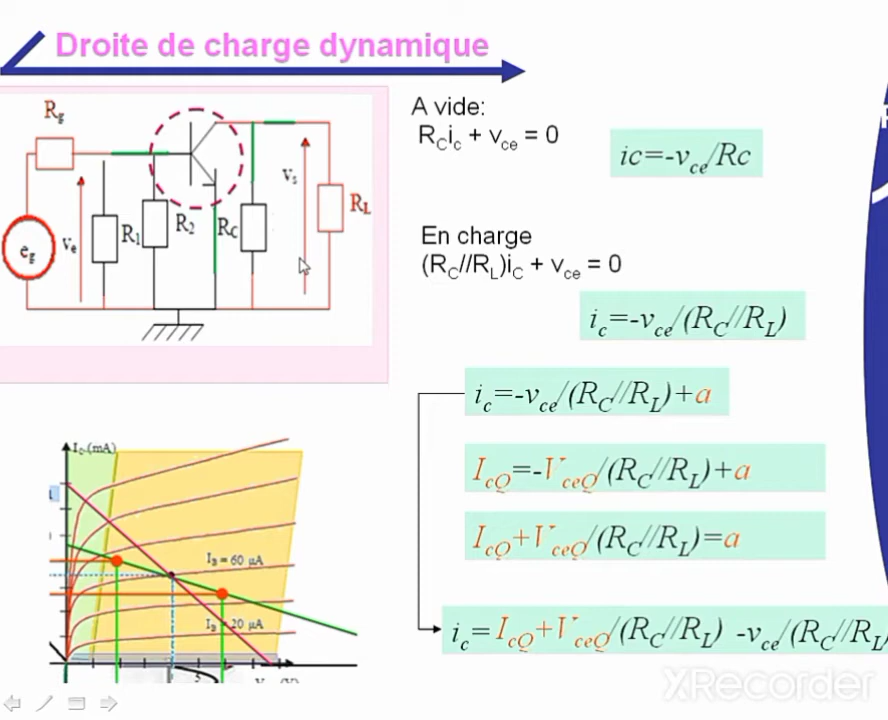 Droite de charge dynamique
A vide:
R_C i_c + v_ce = 0
ic=-v_ce/Rc
En charge
(R_C//R_L)i_C + v_ce = 0
i_c=-v_ce/(R_C//R_L)
i_c=-v_ce/(R_C//R_L)+a
I_cQ=-V_ceQ/(R_C//R_L)+a
I_cQ+V_ceQ/(R_C//R_L)=a
i_c=I_cQ+V_ceQ/(R_C//R_L) -v_ce/(R_C//R_L)
R_g
e_g
v_e
R_1
R_2
R_C
v_s
R_L
I_C (mA)
I_B = 60 µA
I_B = 20 µA
5
XRecorder